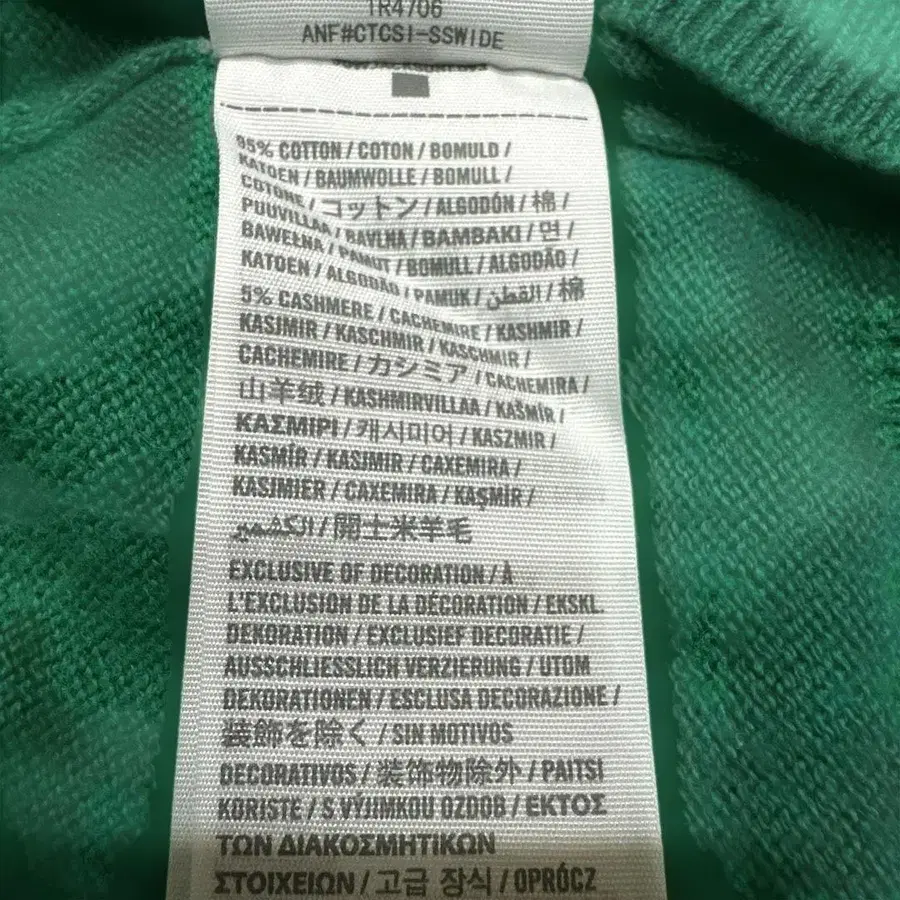 TR4706
ANF#CTCSI-SSWIDE
95% COTTON / COTON / BOMULD /
KATOEN / BAUMWOLLE / BOMULL /
COTONE / コットン / ALGODÓN / 棉 /
PUUVILLAA / BAVLNA / BAMBAKI / 면 /
BAWEŁNA / PAMUT / BOMULL / ALGODÃO /
KATOEN / ALGODÃO / PAMUK / القطن / 棉
5% CASHMERE / CACHEMIRE / KASHMIR /
KASJMIR / KASCHMIR / KASCHMIR /
CACHEMIRE / カシミア / CACHEMIRA /
山羊绒 / KASHMIRVILLAA / KAŠMÍR /
ΚΑΣΜΙΡΙ / 캐시미어 / KASZMIR /
KASMÍR / KASJMIR / CAXEMIRA /
KASJMIER / CAXEMIRA / KAŞMİR /
الكشمير / 開士米羊毛
EXCLUSIVE OF DECORATION / À
L'EXCLUSION DE LA DÉCORATION / EKSKL.
DEKORATION / EXCLUSIEF DECORATIE /
AUSSCHLIESSLICH VERZIERUNG / UTOM
DEKORATIONEN / ESCLUSA DECORAZIONE /
装飾を除く / SIN MOTIVOS
DECORATIVOS / 装饰物除外 / PAITSI
KORISTE / S VÝJIMKOU OZDOB / ΕΚΤΟΣ
ΤΩΝ ΔΙΑΚΟΣΜΗΤΙΚΩΝ
ΣΤΟΙΧΕΙΩΝ / 고급 장식 / OPRÓCZ